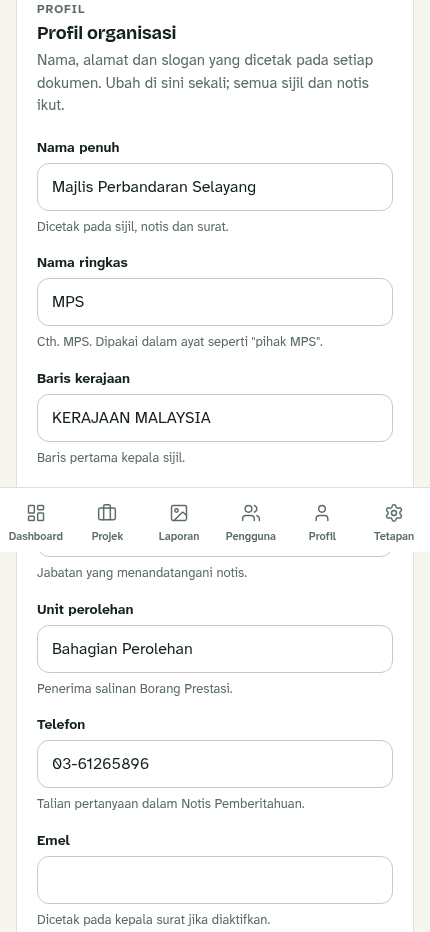 PROFIL
Profil organisasi
Nama, alamat dan slogan yang dicetak pada setiap
dokumen. Ubah di sini sekali; semua sijil dan notis
ikut.
Nama penuh
Majlis Perbandaran Selayang
Dicetak pada sijil, notis dan surat.
Nama ringkas
MPS
Cth. MPS. Dipakai dalam ayat seperti "pihak MPS".
Baris kerajaan
KERAJAAN MALAYSIA
Baris pertama kepala sijil.
Dashboard Projek Laporan Pengguna Profil Tetapan
Jabatan yang menandatangani notis.
Unit perolehan
Bahagian Perolehan
Penerima salinan Borang Prestasi.
Telefon
03-61265896
Talian pertanyaan dalam Notis Pemberitahuan.
Emel
Dicetak pada kepala surat jika diaktifkan.